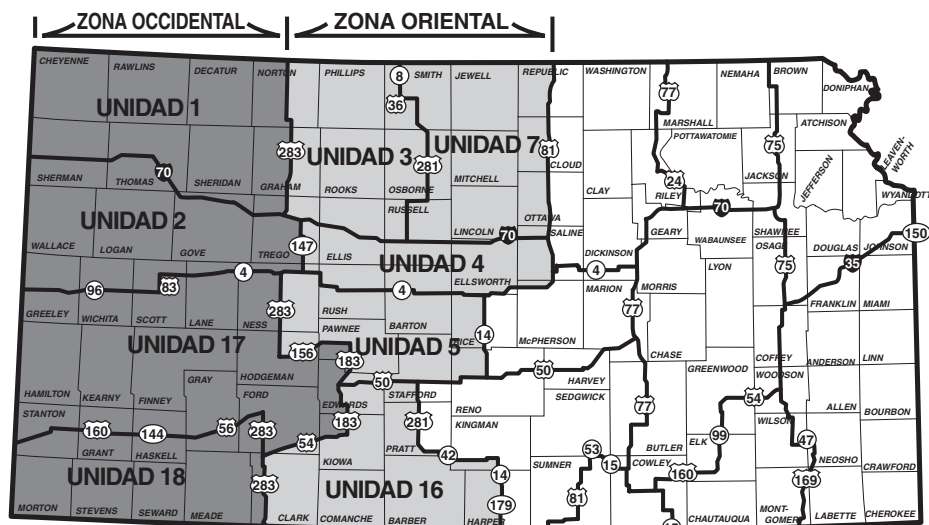 ZONA OCCIDENTAL
ZONA ORIENTAL
CHEYENNE
RAWLINS
DECATUR
NORTON
PHILLIPS
8
SMITH
JEWELL
REPUBLIC
WASHINGTON
NEMAHA
BROWN
DONIPHAN
36
77
UNIDAD 1
MARSHALL
ATCHISON
POTTAWATOMIE
UNIDAD 7
283
UNIDAD 3
281
81
75
CLOUD
JACKSON
JEFFERSON
LEAVEN-
WORTH
SHERMAN
THOMAS
70
SHERIDAN
GRAHAM
ROOKS
OSBORNE
MITCHELL
CLAY
24
RILEY
WYANDOTT
UNIDAD 2
RUSSELL
OTTAWA
70
LINCOLN
70
SALINE
GEARY
WABAUNSEE
SHAWNEE
OSAGE
150
WALLACE
LOGAN
GOVE
TREGO
147
ELLIS
DICKINSON
DOUGLAS
JOHNSON
UNIDAD 4
4
4
LYON
75
35
83
96
ELLSWORTH
MARION
MORRIS
4
FRANKLIN
MIAMI
GREELEY
WICHITA
SCOTT
LANE
NESS
283
RUSH
PAWNEE
BARTON
RICE
14
77
McPHERSON
UNIDAD 17
156
183
UNIDAD 5
CHASE
COFFEY
ANDERSON
LINN
GREENWOOD
WOODSON
HAMILTON
KEARNY
FINNEY
GRAY
HODGEMAN
50
50
HARVEY
SEDGWICK
FORD
EDWARDS
STAFFORD
54
STANTON
RENO
77
ALLEN
BOURBON
160
144
56
283
183
281
KINGMAN
WILSON
99
47
GRANT
HASKELL
54
PRATT
42
53
BUTLER
ELK
NEOSHO
CRAWFORD
KIOWA
SUMNER
15
COWLEY
160
UNIDAD 18
283
UNIDAD 16
14
169
81
179
MORTON
STEVENS
SEWARD
MEADE
CLARK
COMANCHE
BARBER
HARPER
CHAUTAUQUA
MONT-
GOMERY
LABETTE
CHEROKEE